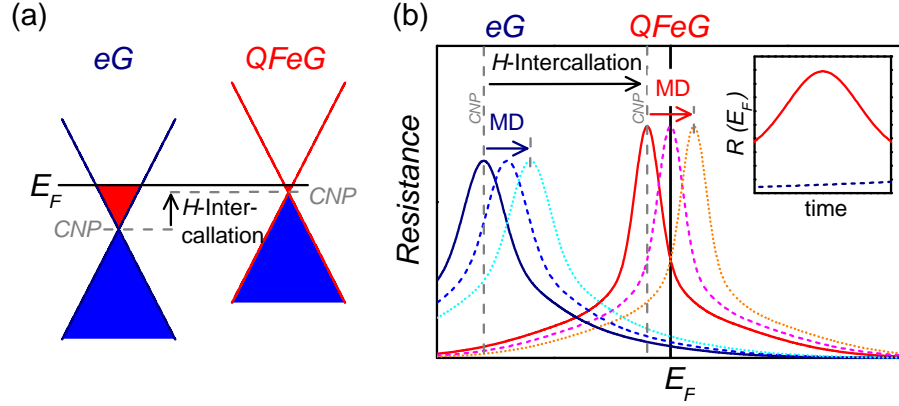 (a)
eG
QFeG
E_F
CNP
CNP
H-Inter-
callation
(b)
eG
QFeG
H-Intercallation
CNP
CNP
MD
MD
Resistance
E_F
R (E_F)
time